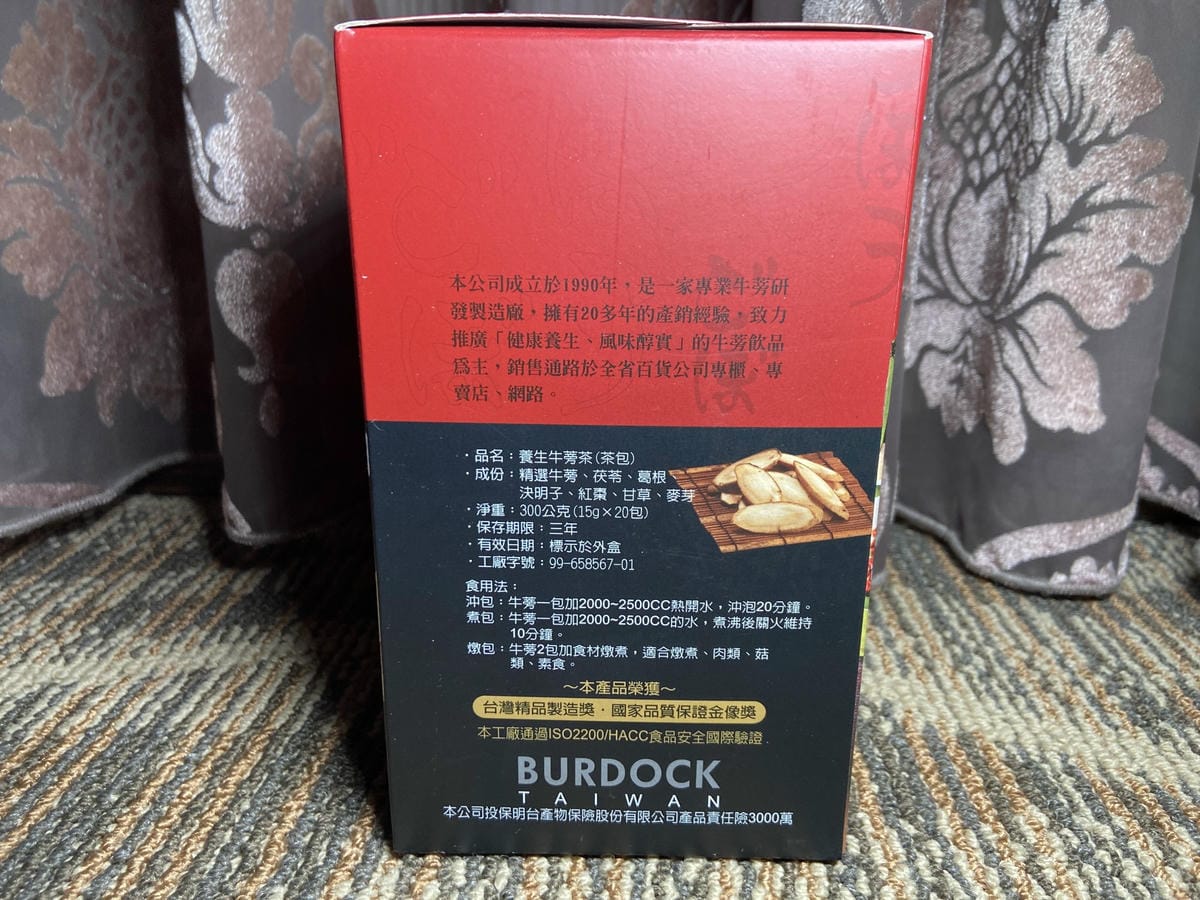 本公司成立於1990年，是一家專業牛蒡研
發製造廠，擁有20多年的產銷經驗，致力
推廣「健康養生、風味醇實」的牛蒡飲品
爲主，銷售通路於全省百貨公司專櫃、專
賣店、網路。
・品名：養生牛蒡茶(茶包)
・成份：精選牛蒡、茯苓、葛根
決明子、紅棗、甘草、麥芽
・淨重：300公克(15g×20包)
・保存期限：三年
・有效日期：標示於外盒
・工廠字號：99-658567-01
食用法：
沖包：牛蒡一包加2000~2500CC熱開水，沖泡20分鐘。
煮包：牛蒡一包加2000~2500CC的水，煮沸後關火維持
10分鐘。
燉包：牛蒡2包加食材燉煮，適合燉煮、肉類、菇
類、素食。
～本產品榮獲～
台灣精品製造獎・國家品質保證金像獎
本工廠通過ISO2200/HACC食品安全國際驗證
BURDOCK
TAIWAN
本公司投保明台產物保險股份有限公司產品責任險3000萬